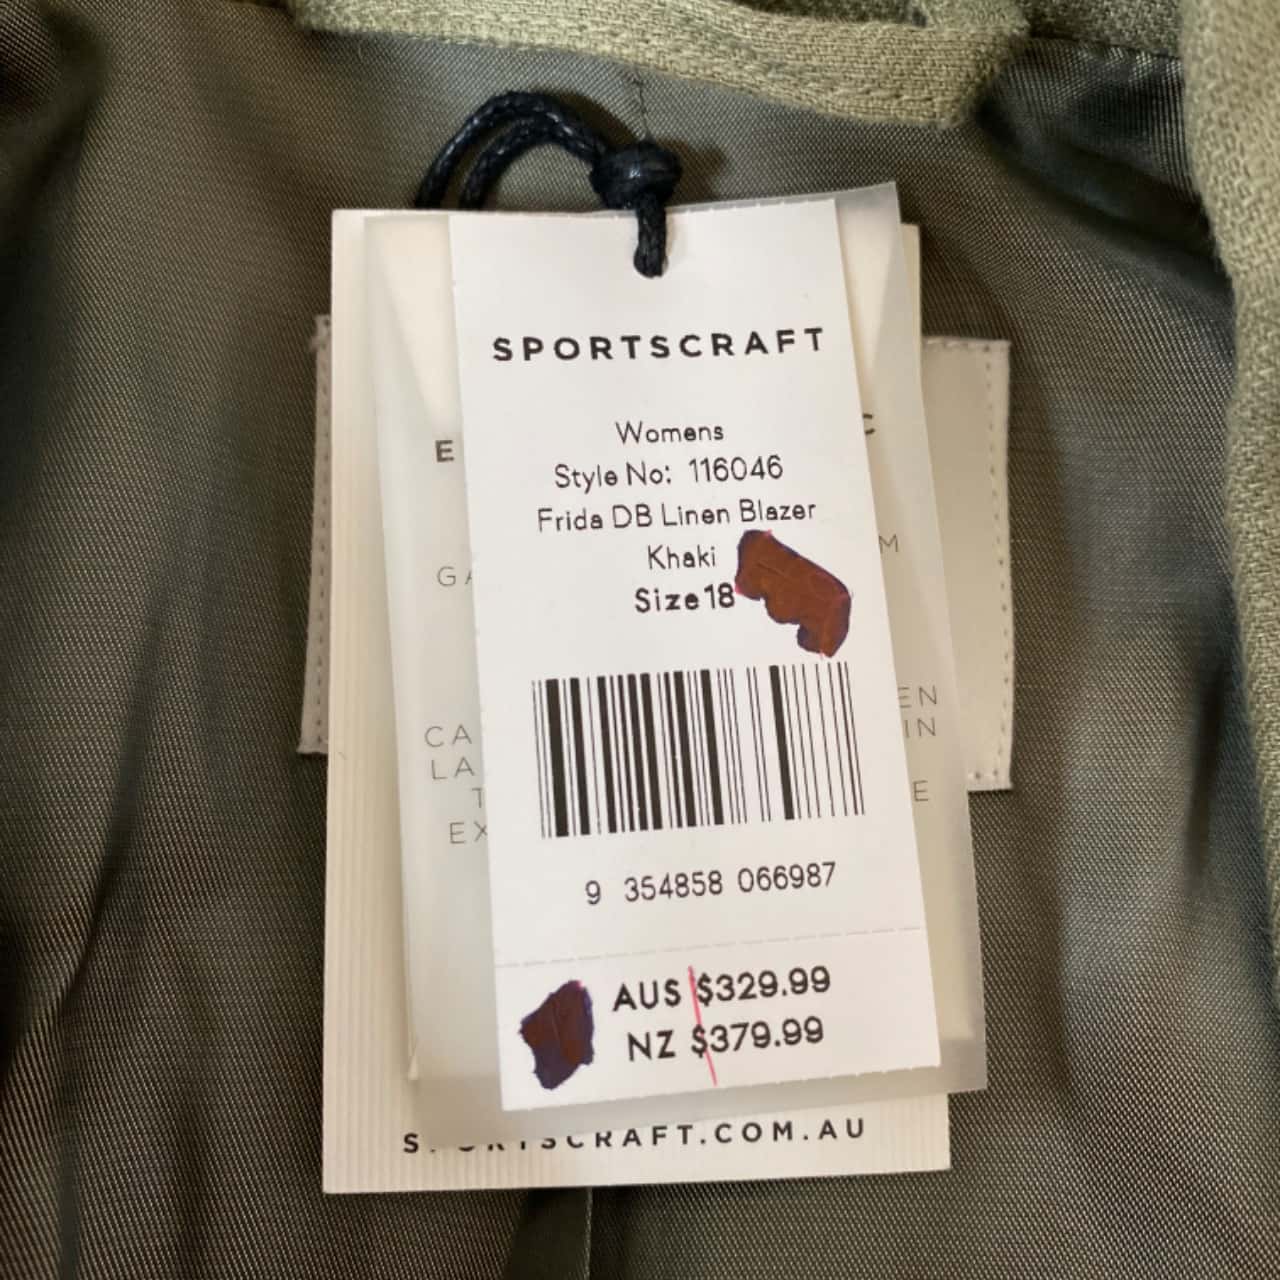 SPORTSCRAFT
Womens
Style No: 116046
Frida DB Linen Blazer
Khaki
Size 18
9 354858 066987
AUS $329.99
NZ $379.99
SPORTSCRAFT.COM.AU